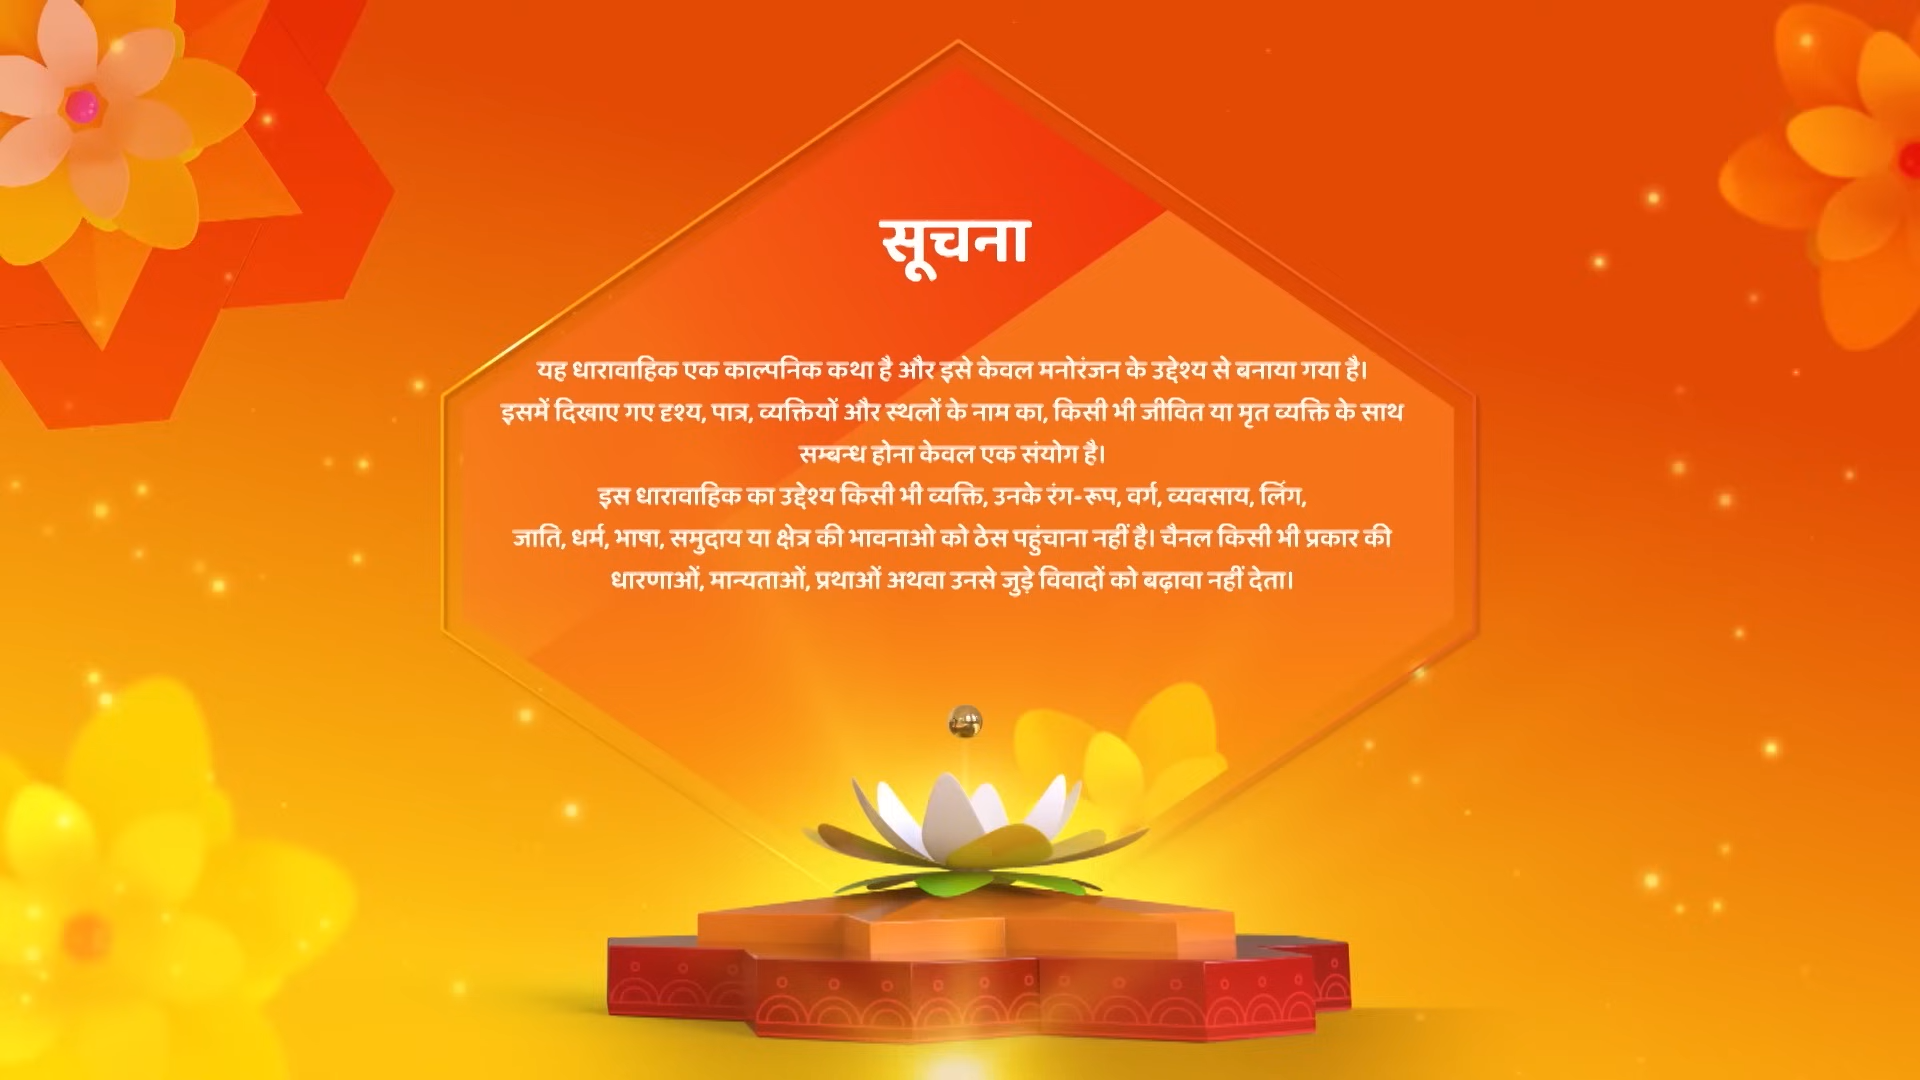 सूचना
यह धारावाहिक एक काल्पनिक कथा है और इसे केवल मनोरंजन के उद्देश्य से बनाया गया है।
इसमें दिखाए गए दृश्य, पात्र, व्यक्तियों और स्थलों के नाम का, किसी भी जीवित या मृत व्यक्ति के साथ
सम्बन्ध होना केवल एक संयोग है।
इस धारावाहिक का उद्देश्य किसी भी व्यक्ति, उनके रंग-रूप, वर्ग, व्यवसाय, लिंग,
जाति, धर्म, भाषा, समुदाय या क्षेत्र की भावनाओ को ठेस पहुंचाना नहीं है। चैनल किसी भी प्रकार की
धारणाओं, मान्यताओं, प्रथाओं अथवा उनसे जुड़े विवादों को बढ़ावा नहीं देता।